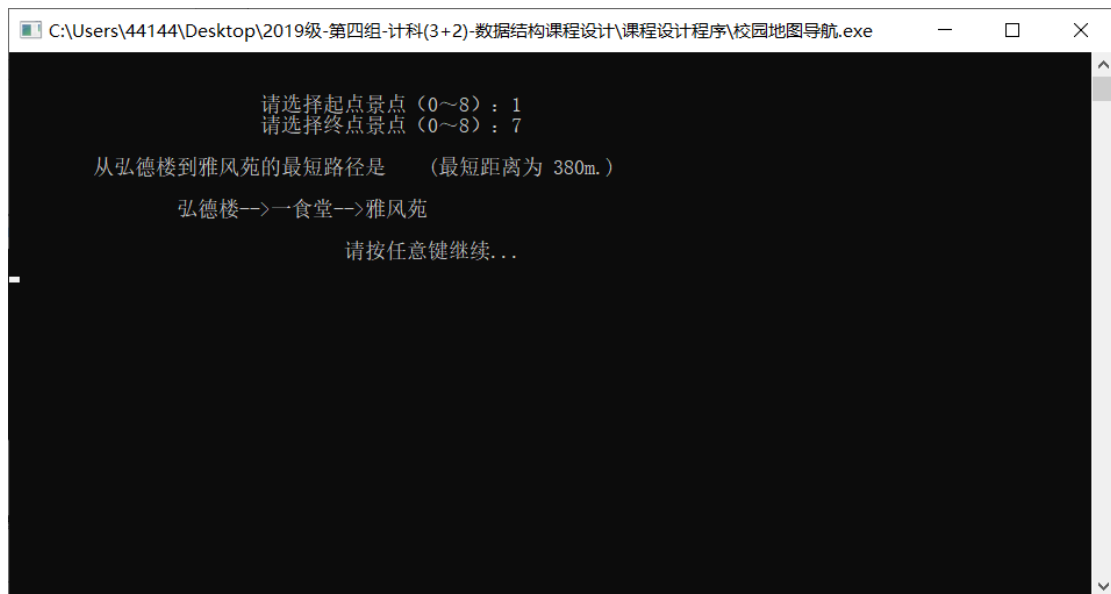 C:\Users\44144\Desktop\2019级-第四组-计科(3+2)-数据结构课程设计\课程设计程序\校园地图导航.exe
请选择起点景点（0～8）：1
请选择终点景点（0～8）：7
从弘德楼到雅风苑的最短路径是 (最短距离为 380m.)
弘德楼-->一食堂-->雅风苑
请按任意键继续...